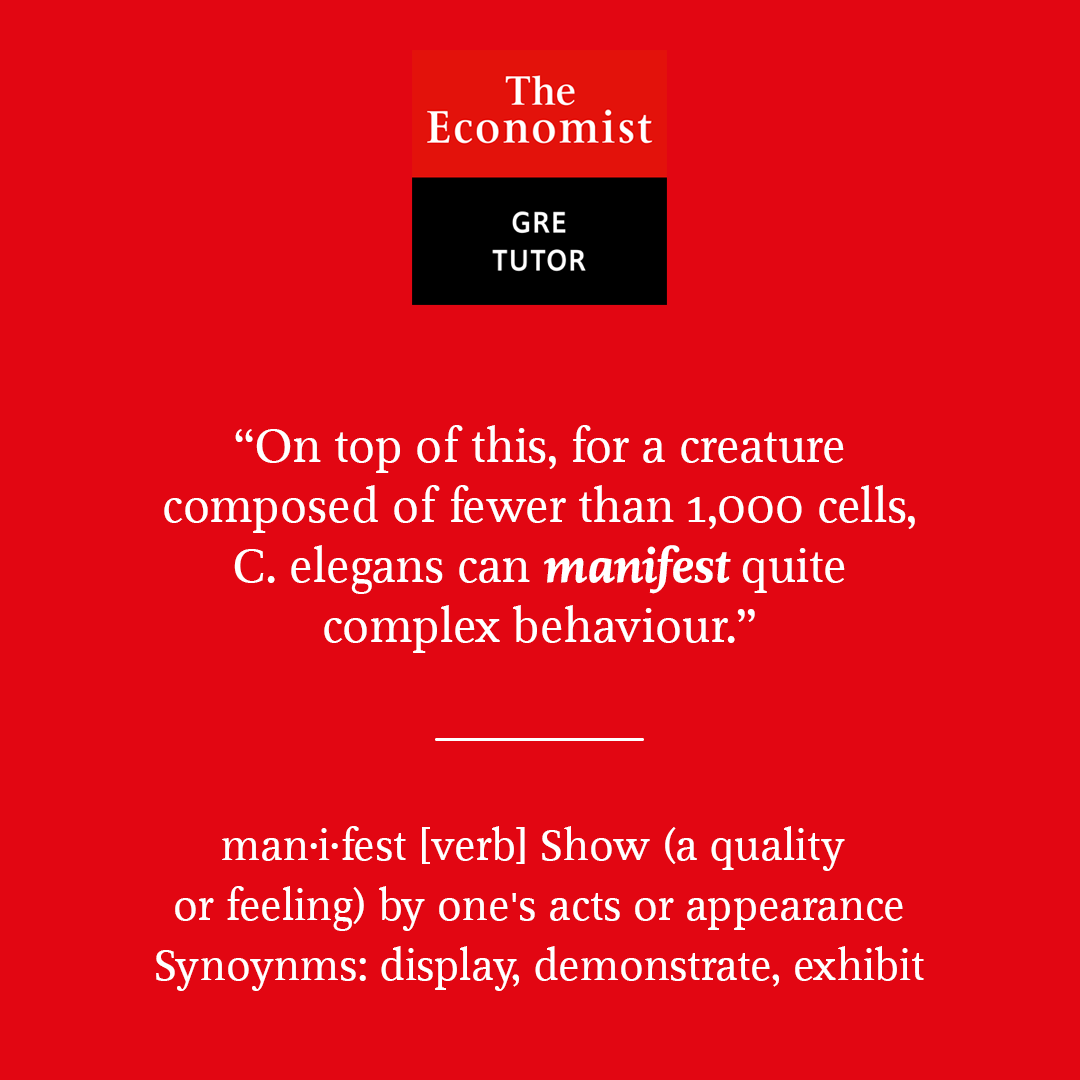 The
Economist
GRE
TUTOR
“On top of this, for a creature
composed of fewer than 1,000 cells,
C. elegans can manifest quite
complex behaviour.”
man·i·fest [verb] Show (a quality
or feeling) by one's acts or appearance
Synoynms: display, demonstrate, exhibit